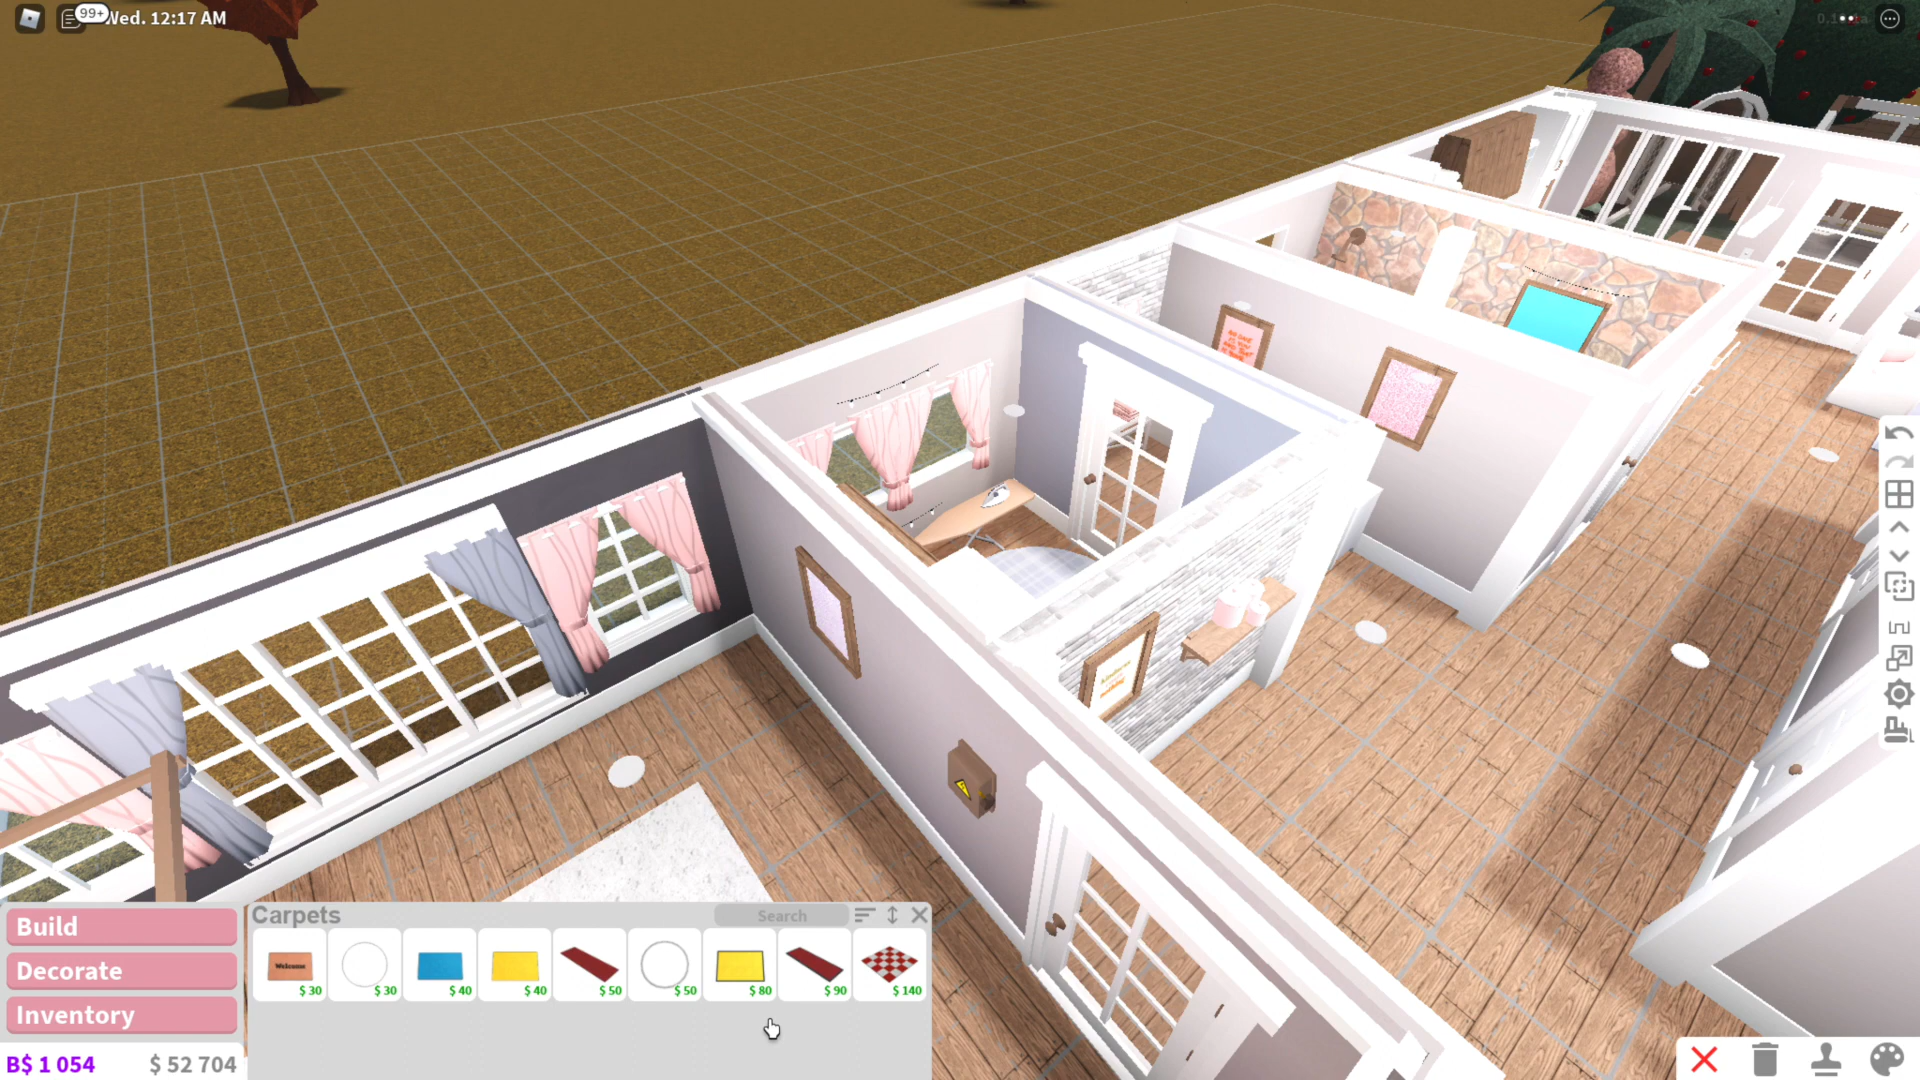 99+
Wed. 12:17 AM
Build
Decorate
Inventory
B$ 1 054
$ 52 704
Carpets
Search
Welcome
$ 30
$ 30
$ 40
$ 40
$ 50
$ 50
$ 80
$ 90
$ 140